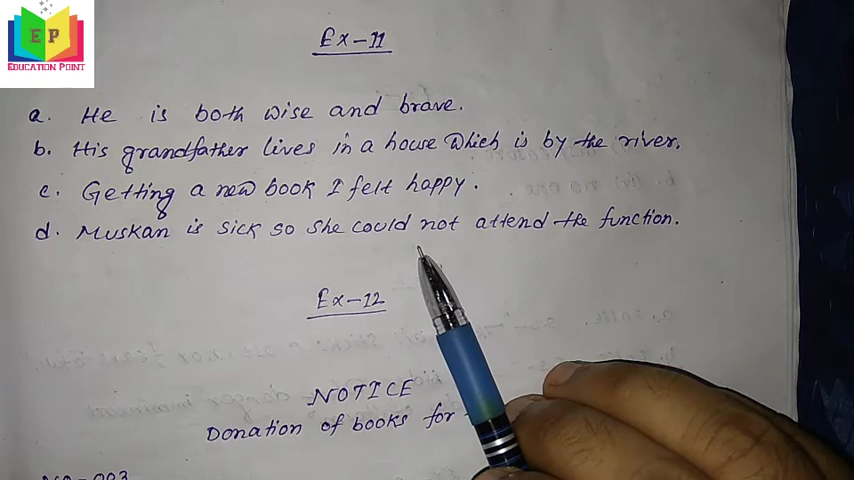 E P
EDUCATION POINT
Ex-11
a. He is both wise and brave.
b. His grandfather lives in a house which is by the river.
c. Getting a new book I felt happy.
d. Muskan is sick so she could not attend the function.
Ex-12
NOTICE
Donation of books for